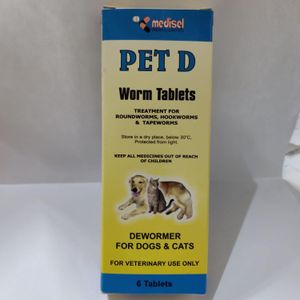 medisel
PET D
Worm Tablets
TREATMENT FOR
ROUNDWORMS, HOOKWORMS
& TAPEWORMS
Store in a dry place, below 30°C.
Protected from light.
KEEP ALL MEDICINES OUT OF REACH
OF CHILDREN
DEWORMER
FOR DOGS & CATS
FOR VETERINARY USE ONLY
6 Tablets